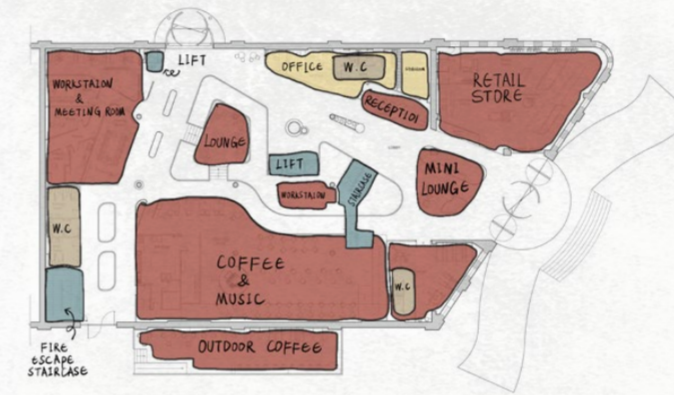 LIFT
OFFICE
W.C
WORKSTAION
&
MEETING ROOM
RETAIL
STORE
RECEPTIOI
LOUNGE
LIFT
MINI
LOUNGE
WORKSTAION
STAIRCASE
W.C
COFFEE
&
MUSIC
W.C
OUTDOOR COFFEE
FIRE
ESCAPE
STAIRCASE